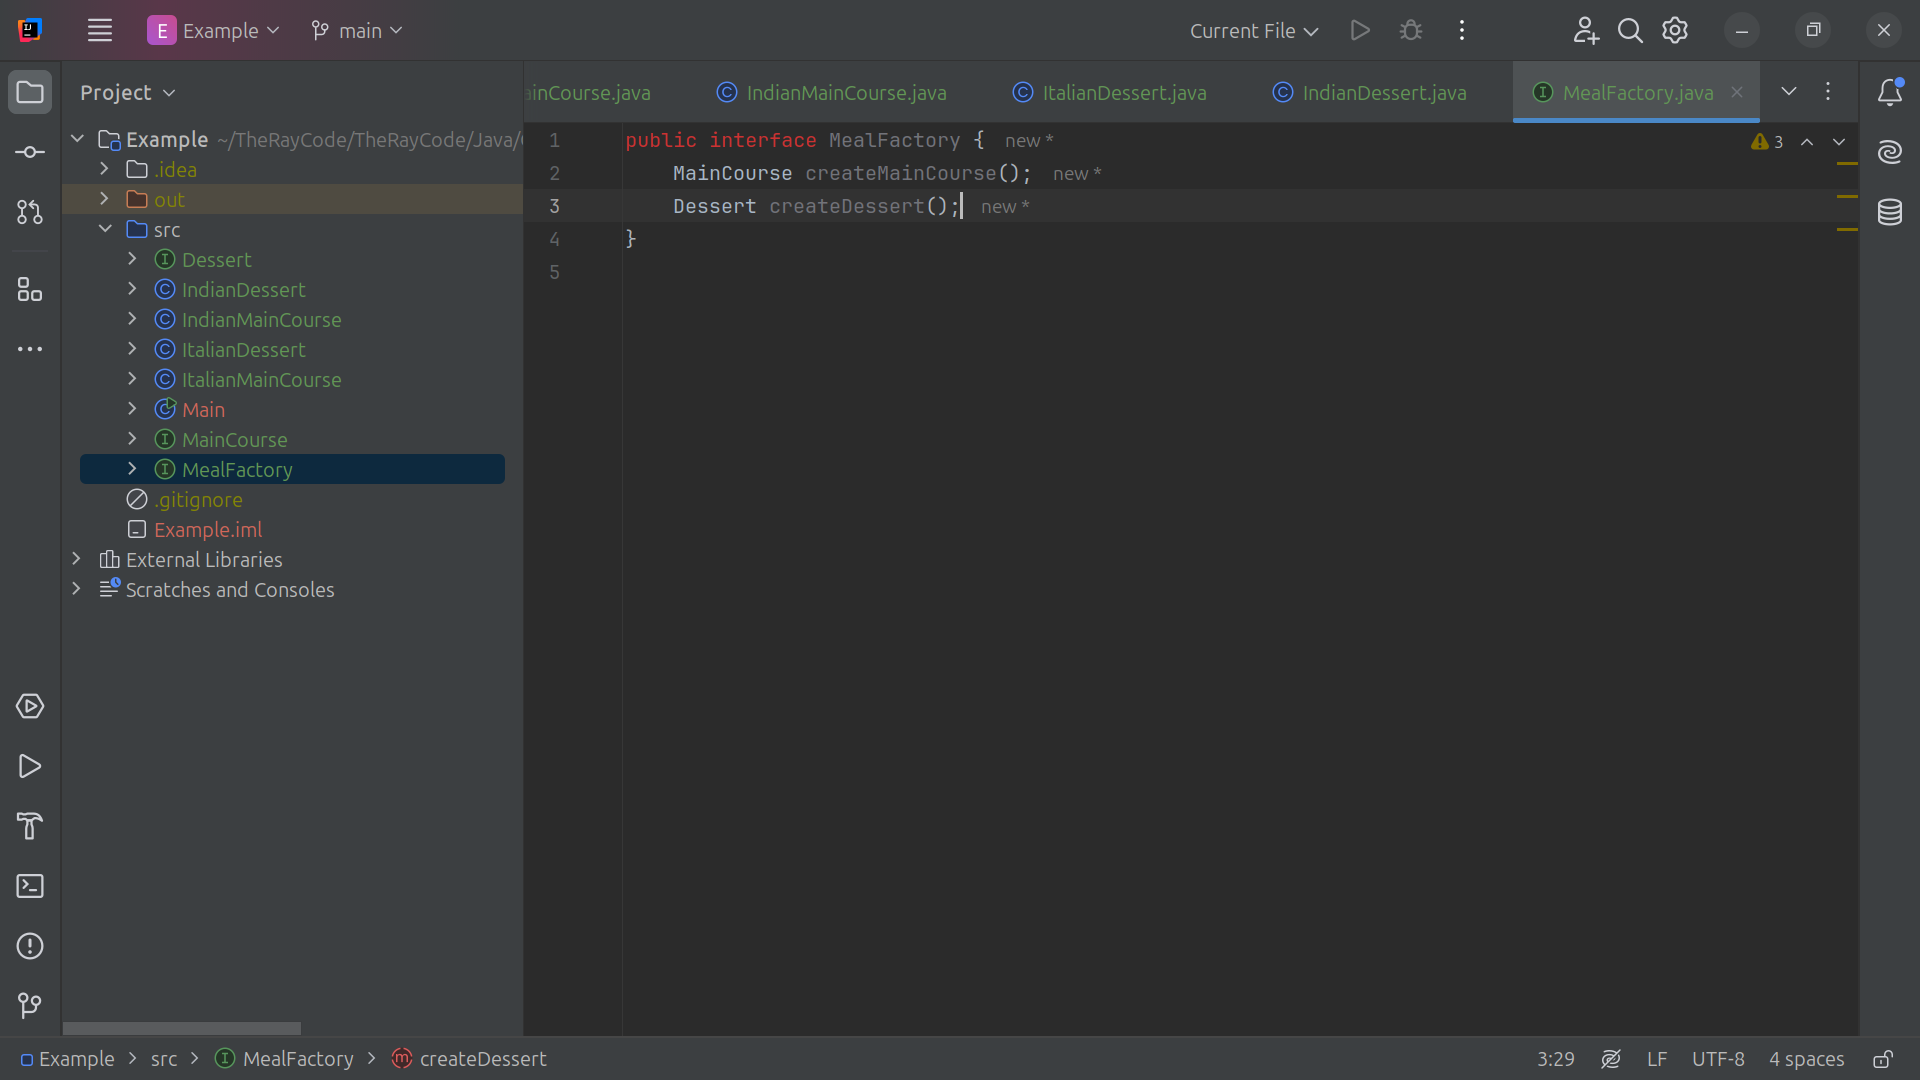 E Example main Current File
Project
ainCourse.java IndianMainCourse.java ItalianDessert.java IndianDessert.java MealFactory.java
Example ~/TheRayCode/TheRayCode/Java/
.idea
out
src
Dessert
IndianDessert
IndianMainCourse
ItalianDessert
ItalianMainCourse
Main
MainCourse
MealFactory
.gitignore
Example.iml
External Libraries
Scratches and Consoles
1 public interface MealFactory { new *
2 MainCourse createMainCourse(); new *
3 Dessert createDessert(); new *
4 }
5
3
Example > src > MealFactory > createDessert
3:29 LF UTF-8 4 spaces